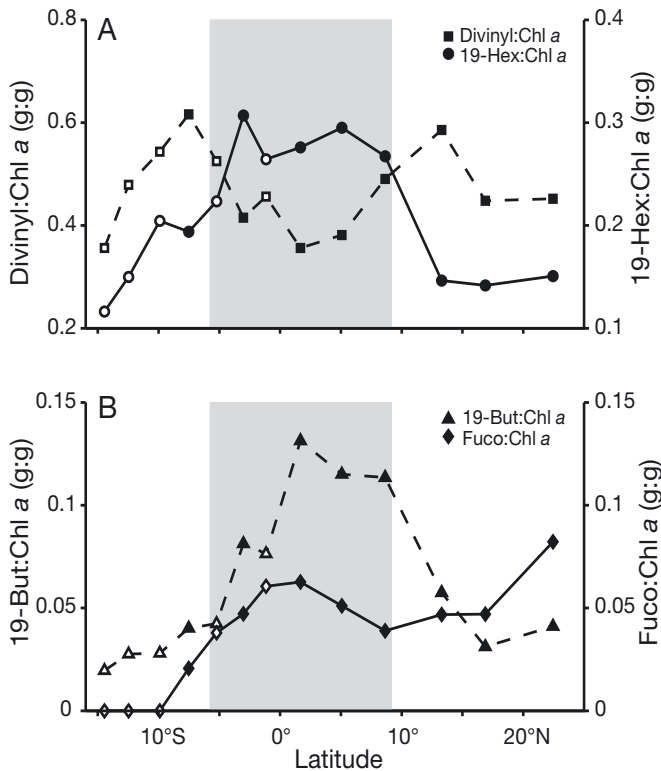 A
Divinyl:Chl a
19-Hex:Chl a
0.8
0.6
0.4
0.2
Divinyl:Chl a (g:g)
0.4
0.3
0.2
0.1
19-Hex:Chl a (g:g)
B
19-But:Chl a
Fuco:Chl a
0.15
0.1
0.05
0
19-But:Chl a (g:g)
0.15
0.1
0.05
0
Fuco:Chl a (g:g)
10°S 0° 10° 20°N
Latitude